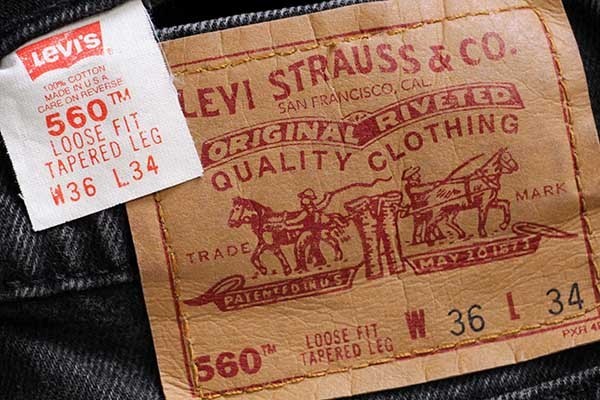 Levi's
100% COTTON
MADE IN U.S.A
CARE ON REVERSE
560™
LOOSE FIT
TAPERED LEG
W36 L34
LEVI STRAUSS & CO.
SAN FRANCISCO, CAL.
ORIGINAL RIVETED
QUALITY CLOTHING
TRADE MARK
PATENTED IN U.S. MAY 20 1873
560™ LOOSE FIT W 36 L 34
TAPERED LEG